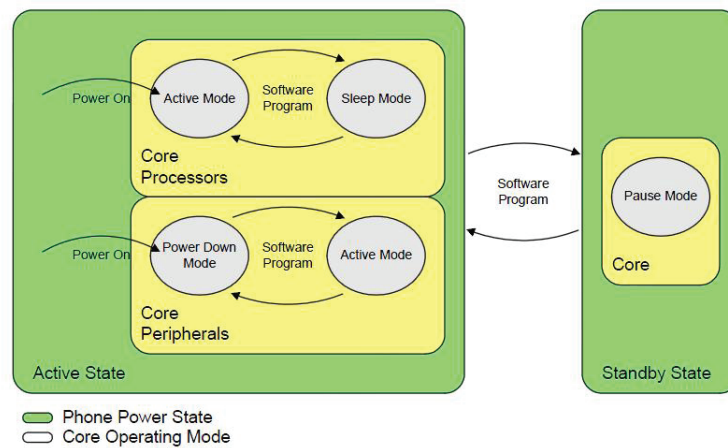 Power On
Active Mode
Software
Program
Sleep Mode
Core
Processors
Power On
Power Down
Mode
Software
Program
Active Mode
Core
Peripherals
Active State
Software
Program
Pause Mode
Core
Standby State
Phone Power State
Core Operating Mode